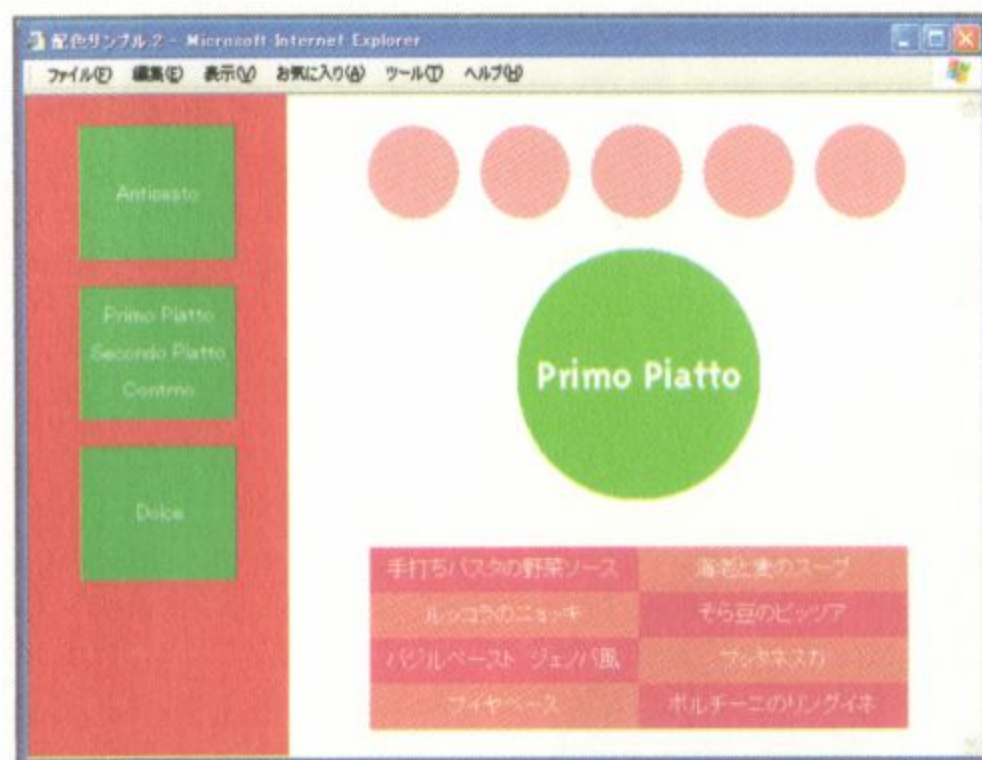 配色サンプル 2 - Microsoft Internet Explorer
ファイル(F) 編集(E) 表示(V) お気に入り(A) ツール(T) ヘルプ(H)
Antipasto
Primo Piatto
Secondo Piatto
Contrno
Dolce
Primo Piatto
手打ちパスタの野菜ソース 海老と麦のスープ
ルッコラのニョッキ そら豆のピッツア
バジルペースト ジェノバ風 プッタネスカ
ブイヤベース ポルチーニのリングイネ